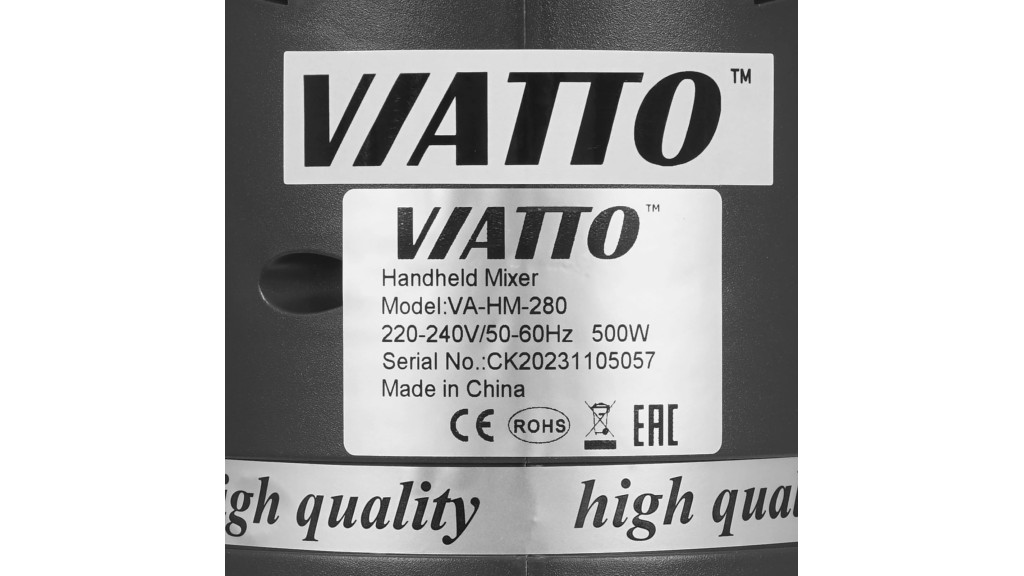 VIATTO™
VIATTO™
Handheld Mixer
Model:VA-HM-280
220-240V/50-60Hz 500W
Serial No.:CK20231105057
Made in China
CE ROHS EAC
igh quality high qual